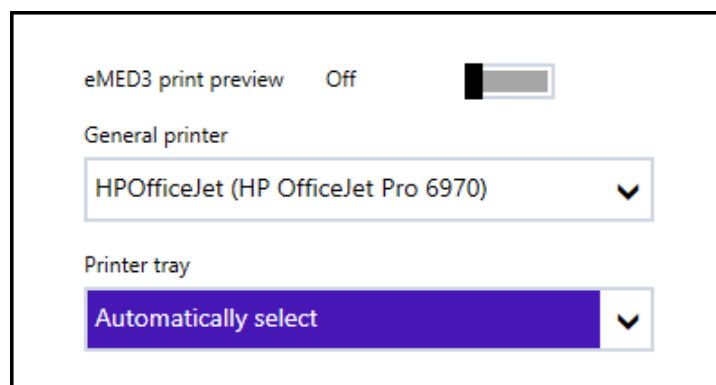 eMED3 print preview Off
General printer
HPOfficeJet (HP OfficeJet Pro 6970)
Printer tray
Automatically select